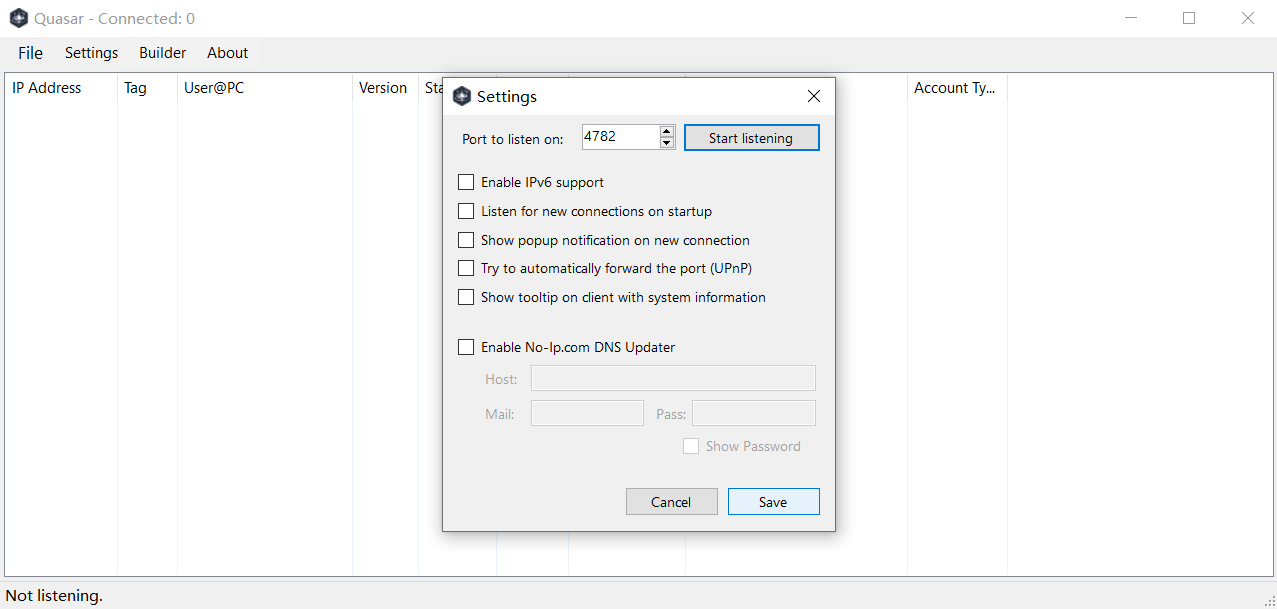 Quasar - Connected: 0
File Settings Builder About
IP Address Tag User@PC Version Account Ty...
Settings
Port to listen on: 4782 Start listening
Enable IPv6 support
Listen for new connections on startup
Show popup notification on new connection
Try to automatically forward the port (UPnP)
Show tooltip on client with system information
Enable No-Ip.com DNS Updater
Host:
Mail: Pass:
Show Password
Cancel Save
Not listening.